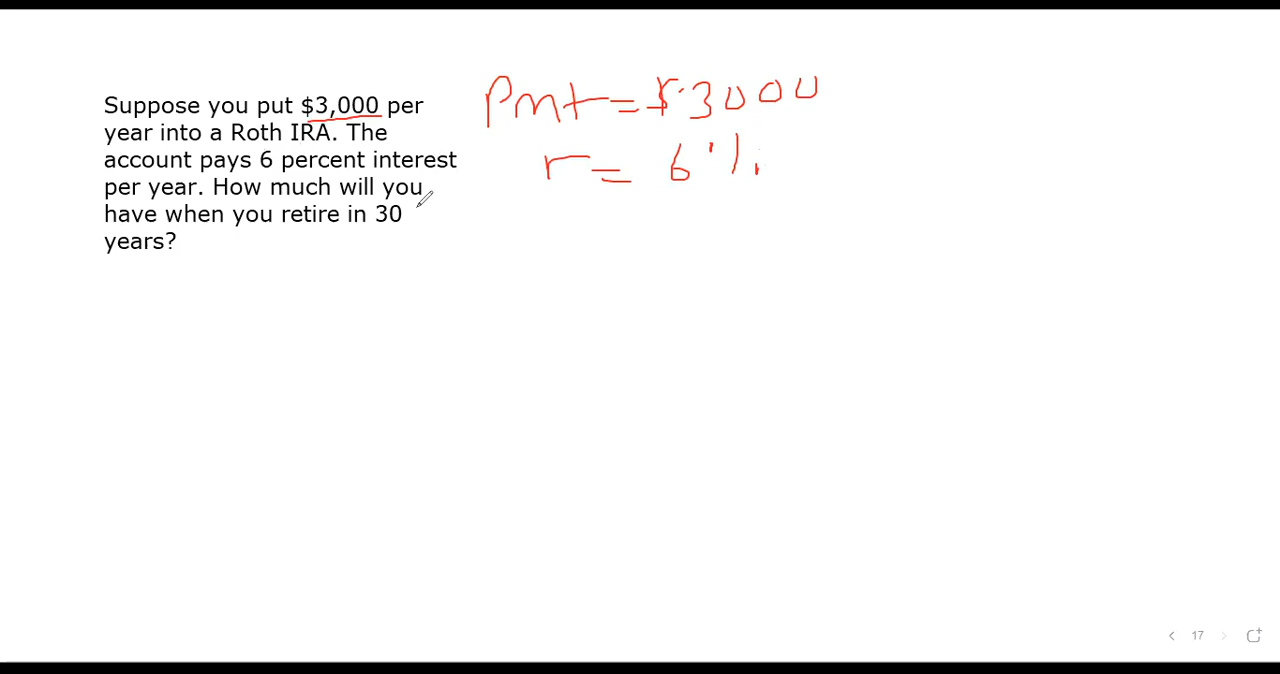 Suppose you put $3,000 per
year into a Roth IRA. The
account pays 6 percent interest
per year. How much will you
have when you retire in 30
years?
Pmt = $3000
r = 6%
17